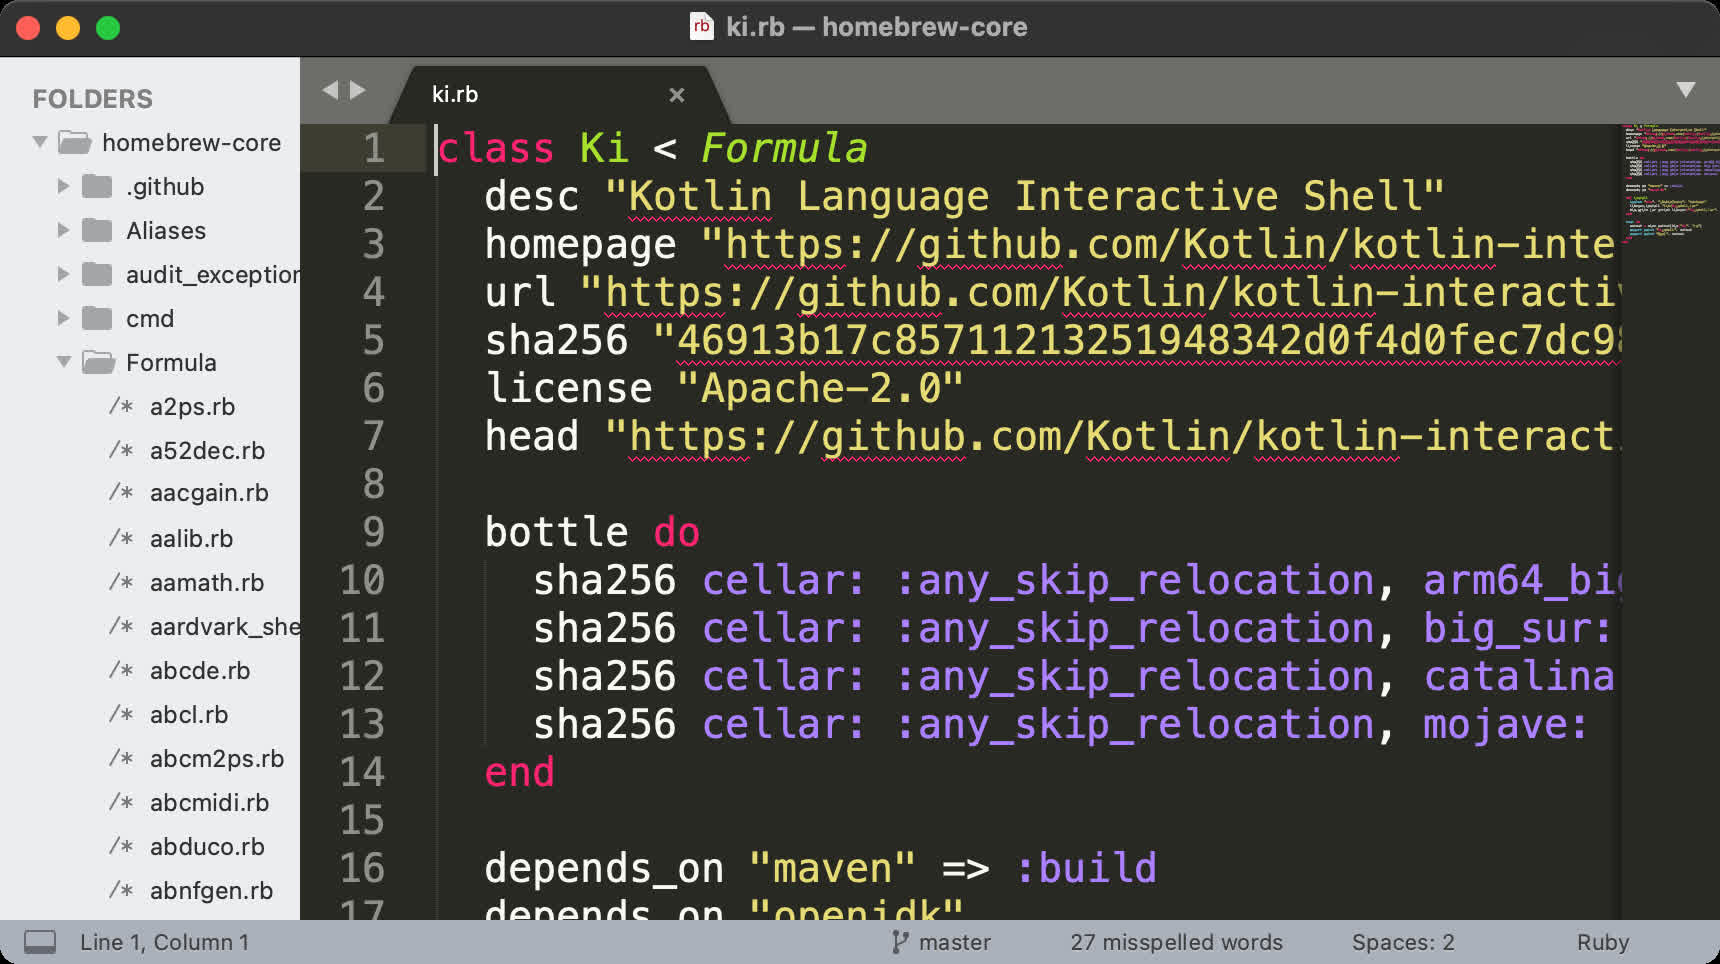 rb ki.rb — homebrew-core
FOLDERS
homebrew-core
.github
Aliases
audit_exception
cmd
Formula
/* a2ps.rb
/* a52dec.rb
/* aacgain.rb
/* aalib.rb
/* aamath.rb
/* aardvark_she
/* abcde.rb
/* abcl.rb
/* abcm2ps.rb
/* abcmidi.rb
/* abduco.rb
/* abnfgen.rb
ki.rb ×
1 class Ki < Formula
2 desc "Kotlin Language Interactive Shell"
3 homepage "https://github.com/Kotlin/kotlin-inte
4 url "https://github.com/Kotlin/kotlin-interactiv
5 sha256 "46913b17c85711213251948342d0f4d0fec7dc98
6 license "Apache-2.0"
7 head "https://github.com/Kotlin/kotlin-interact
8
9 bottle do
10 sha256 cellar: :any_skip_relocation, arm64_big
11 sha256 cellar: :any_skip_relocation, big_sur:
12 sha256 cellar: :any_skip_relocation, catalina
13 sha256 cellar: :any_skip_relocation, mojave:
14 end
15
16 depends_on "maven" => :build
17 depends_on "openjdk"
Line 1, Column 1 master 27 misspelled words Spaces: 2 Ruby